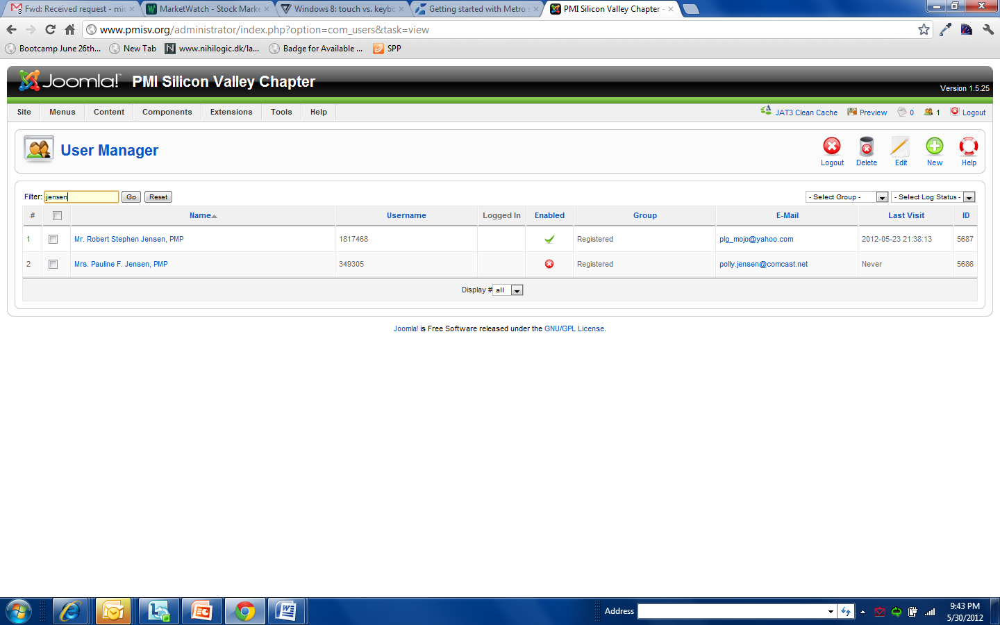 Fwd: Received request - mi
MarketWatch - Stock Marke
Windows 8: touch vs. keyb
Getting started with Metro s
PMI Silicon Valley Chapter -
www.pmisv.org/administrator/index.php?option=com_users&task=view
Bootcamp June 26th... New Tab www.nihilogic.dk/la... Badge for Available ... SPP
Joomla!™ PMI Silicon Valley Chapter
Version 1.5.25
Site Menus Content Components Extensions Tools Help JAT3 Clean Cache Preview 0 1 Logout
User Manager
Logout Delete Edit New Help
Filter: jensen Go Reset - Select Group - - Select Log Status -
# Name Username Logged In Enabled Group E-Mail Last Visit ID
1 Mr. Robert Stephen Jensen, PMP 1817468 Registered plg_mojo@yahoo.com 2012-05-23 21:38:13 5687
2 Mrs. Pauline F. Jensen, PMP 349305 Registered polly.jensen@comcast.net Never 5686
Display # all
Joomla! is Free Software released under the GNU/GPL License.
Address
9:43 PM
5/30/2012